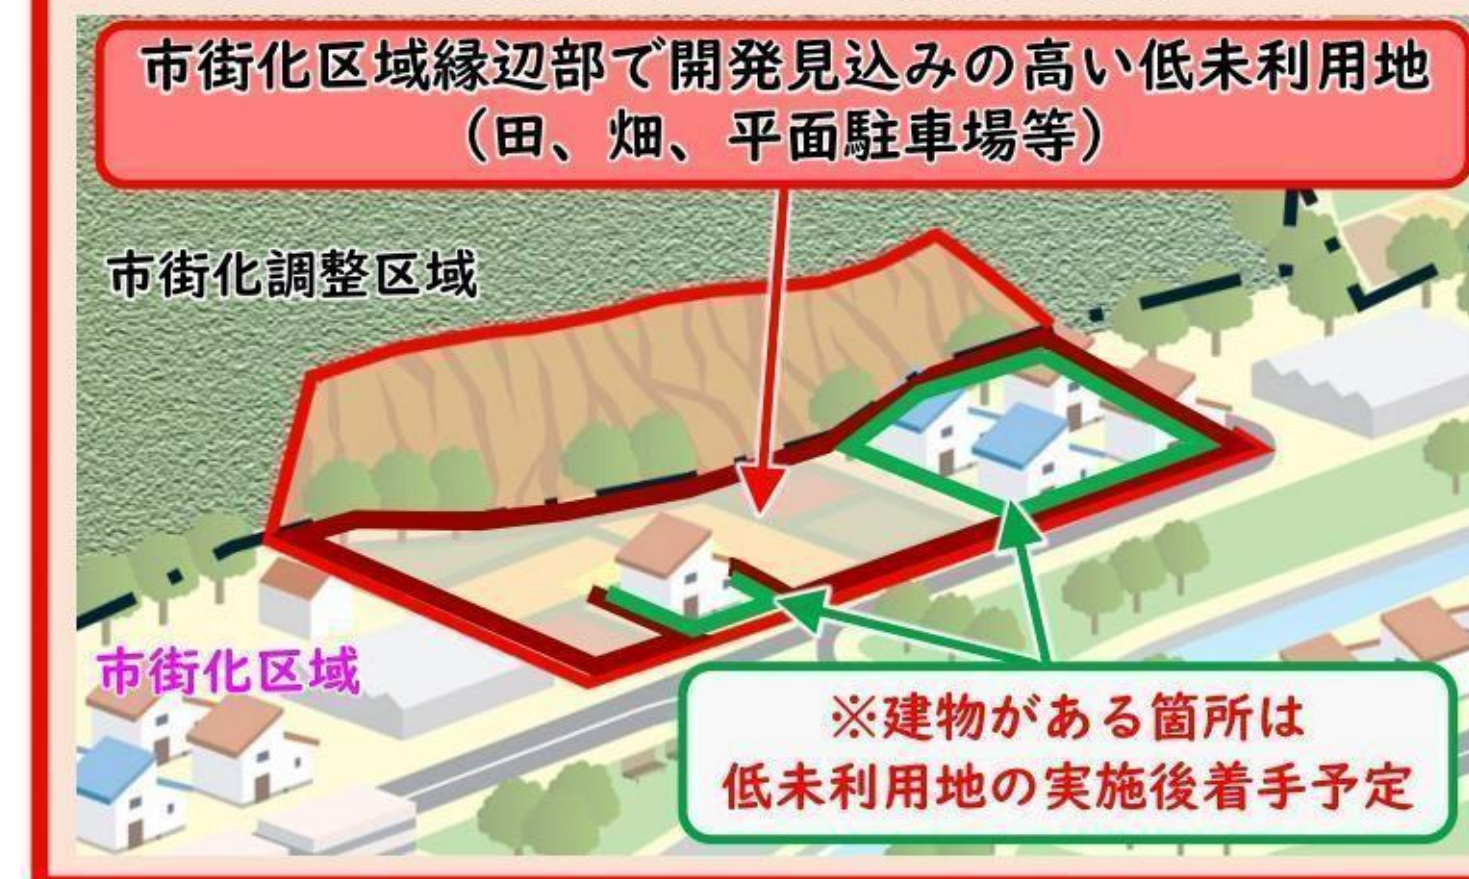 市街化区域縁辺部で開発見込みの高い低未利用地
（田、畑、平面駐車場等）
市街化調整区域
市街化区域
※建物がある箇所は
低未利用地の実施後着手予定